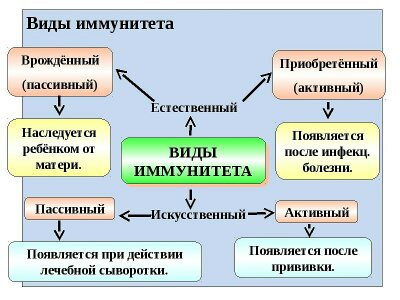 Виды иммунитета
Врождённый
(пассивный)
Приобретённый
(активный)
Естественный
Наследуется
ребёнком от
матери.
Появляется
после инфекц.
болезни.
ВИДЫ
ИММУНИТЕТА
Пассивный
Искусственный
Активный
Появляется при действии
лечебной сыворотки.
Появляется после
прививки.